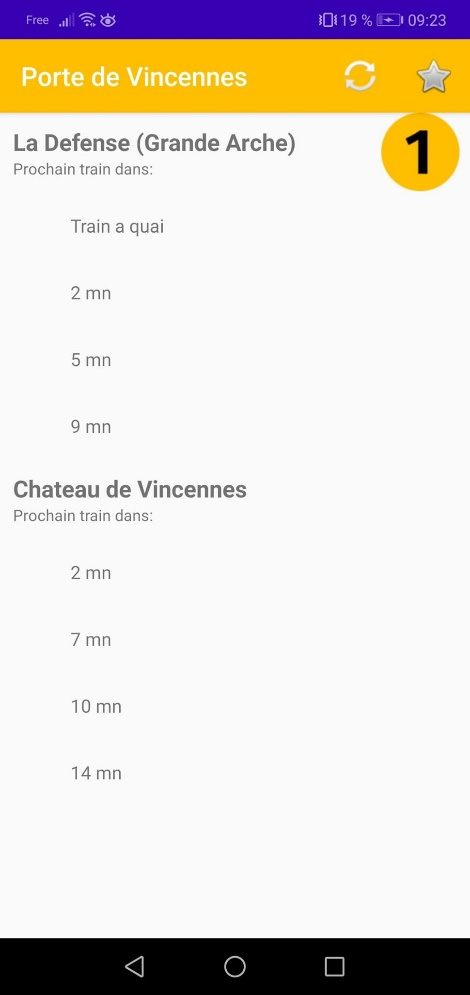 Free 19 % 09:23
Porte de Vincennes
La Defense (Grande Arche)
1
Prochain train dans:
Train a quai
2 mn
5 mn
9 mn
Chateau de Vincennes
Prochain train dans:
2 mn
7 mn
10 mn
14 mn